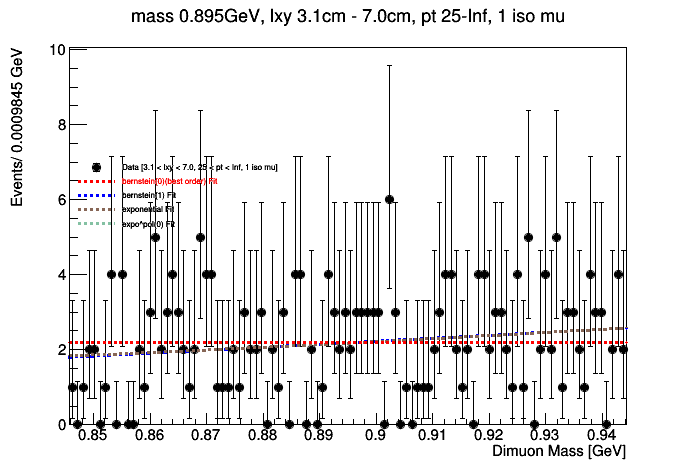 mass 0.895GeV, lxy 3.1cm - 7.0cm, pt 25-Inf, 1 iso mu
Events/ 0.0009845 GeV
10
8
6
4
2
0
Data [3.1 < lxy < 7.0, 25 < pt < Inf, 1 iso mu]
bernstein[0](best order) Fit
bernstein[1] Fit
exponential Fit
expo*pol(0) Fit
0.85 0.86 0.87 0.88 0.89 0.9 0.91 0.92 0.93 0.94
Dimuon Mass [GeV]